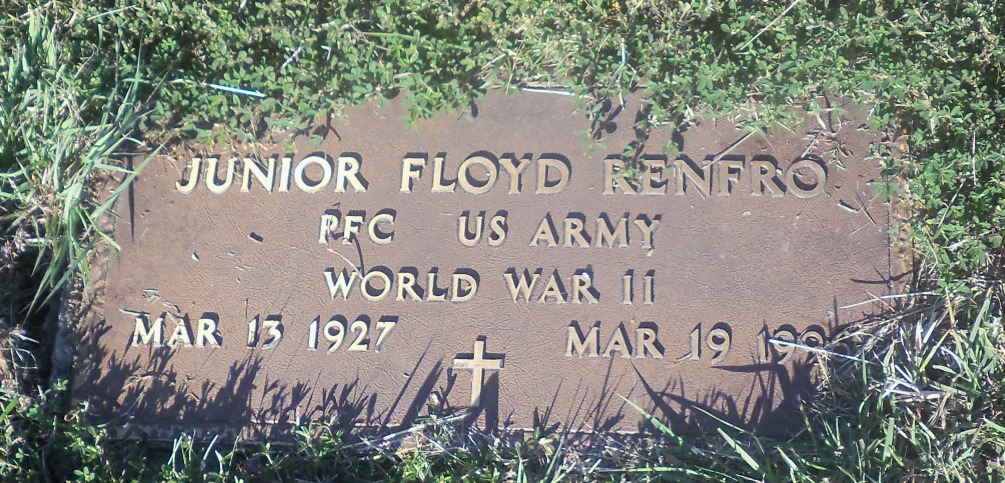 JUNIOR FLOYD RENFRO
PFC US ARMY
WORLD WAR II
MAR 13 1927 MAR 19